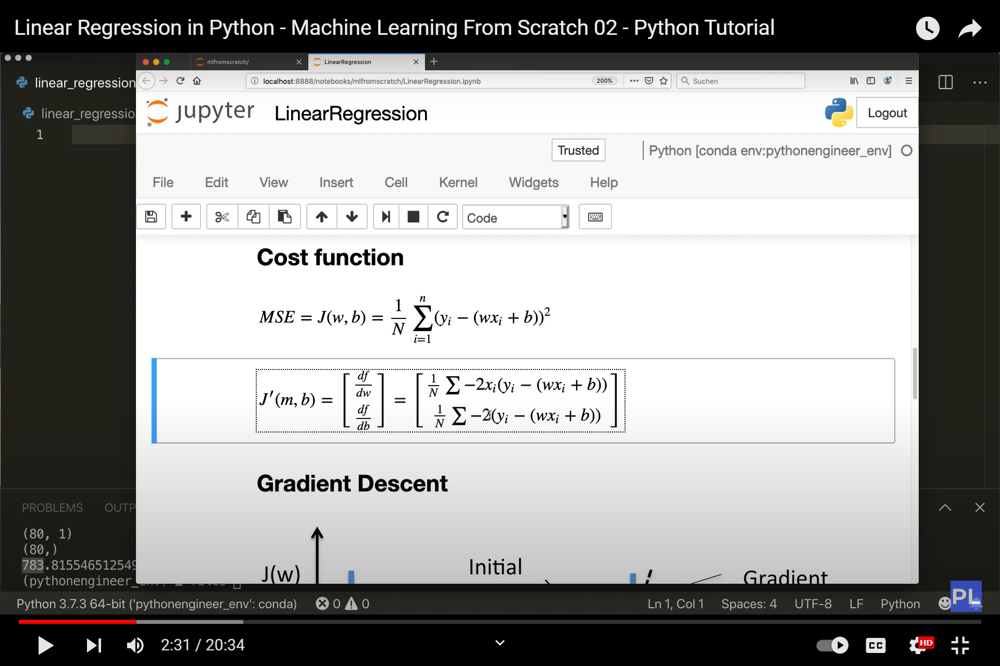 Linear Regression in Python - Machine Learning From Scratch 02 - Python Tutorial
mlfromscratch/
LinearRegression
linear_regression
localhost:8888/notebooks/mlfromscratch/LinearRegression.ipynb
200%
Suchen
jupyter LinearRegression
Logout
linear_regressio
1
Trusted
Python [conda env:pythonengineer_env]
File Edit View Insert Cell Kernel Widgets Help
Code
Cost function
MSE = J(w, b) = \frac{1}{N} \sum_{i=1}^{n} (y_i − (wx_i + b))^2
J'(m, b) = \begin{bmatrix} \frac{df}{dw} \\ \frac{df}{db} \end{bmatrix} = \begin{bmatrix} \frac{1}{N} \sum −2x_i(y_i − (wx_i + b)) \\ \frac{1}{N} \sum −2(y_i − (wx_i + b)) \end{bmatrix}
Gradient Descent
PROBLEMS OUTP
(80, 1)
(80,)
783.815546512549
(pythonengineer_
J(w)
Initial
Gradient
PL
Python 3.7.3 64-bit ('pythonengineer_env': conda) 0 0
Ln 1, Col 1 Spaces: 4 UTF-8 LF Python
2:31 / 20:34
CC
HD